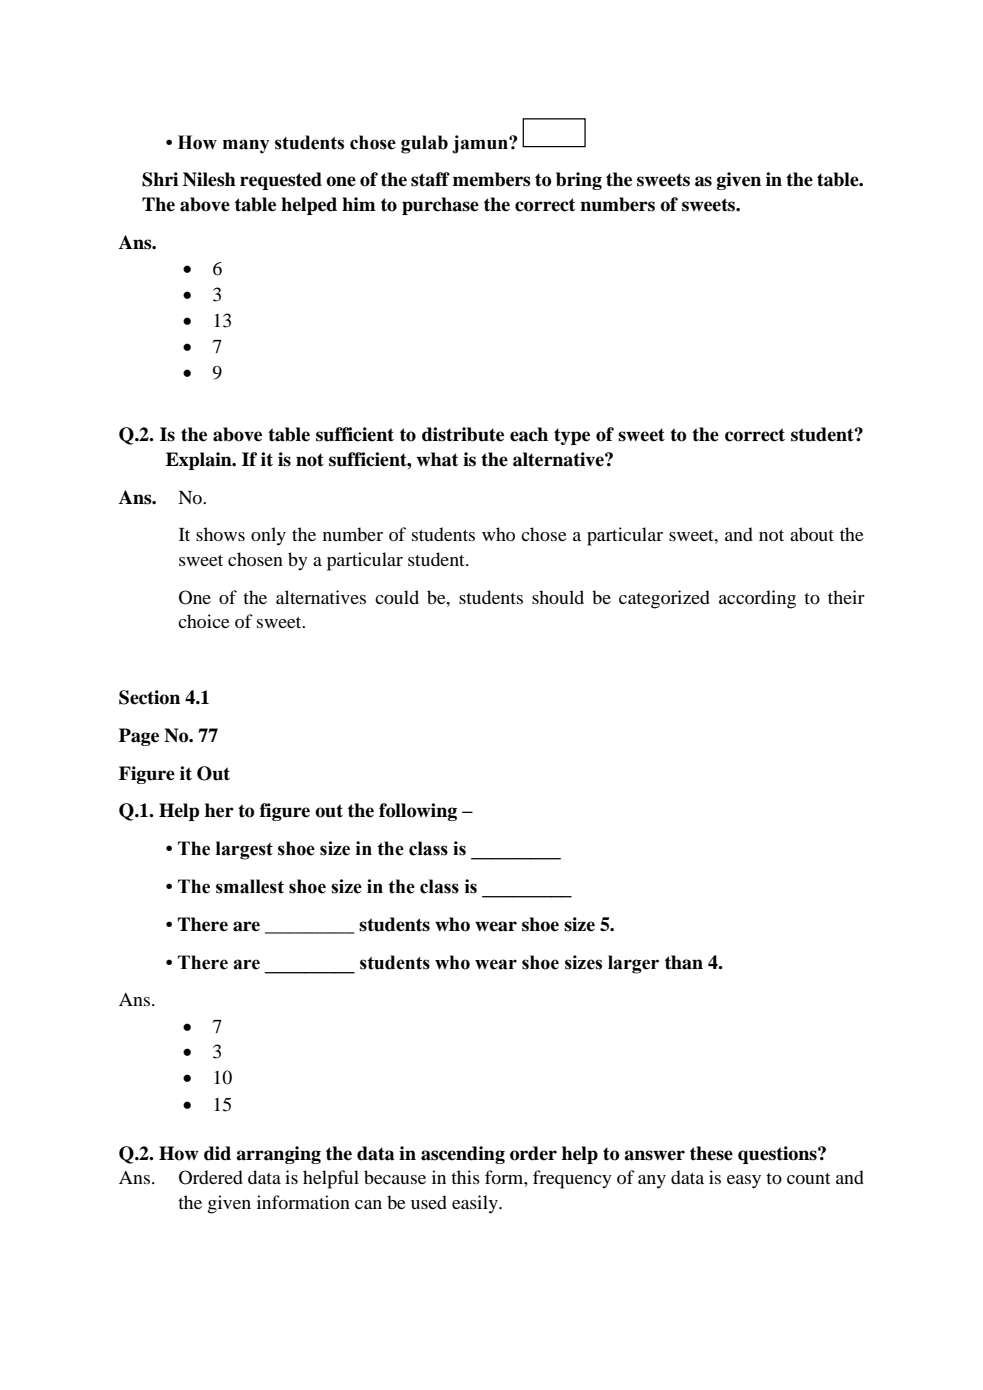 • How many students chose gulab jamun?
Shri Nilesh requested one of the staff members to bring the sweets as given in the table.
The above table helped him to purchase the correct numbers of sweets.
Ans.
• 6
• 3
• 13
• 7
• 9
Q.2. Is the above table sufficient to distribute each type of sweet to the correct student?
Explain. If it is not sufficient, what is the alternative?
Ans. No.
It shows only the number of students who chose a particular sweet, and not about the
sweet chosen by a particular student.
One of the alternatives could be, students should be categorized according to their
choice of sweet.
Section 4.1
Page No. 77
Figure it Out
Q.1. Help her to figure out the following –
• The largest shoe size in the class is _________
• The smallest shoe size in the class is _________
• There are _________ students who wear shoe size 5.
• There are _________ students who wear shoe sizes larger than 4.
Ans.
• 7
• 3
• 10
• 15
Q.2. How did arranging the data in ascending order help to answer these questions?
Ans. Ordered data is helpful because in this form, frequency of any data is easy to count and
the given information can be used easily.